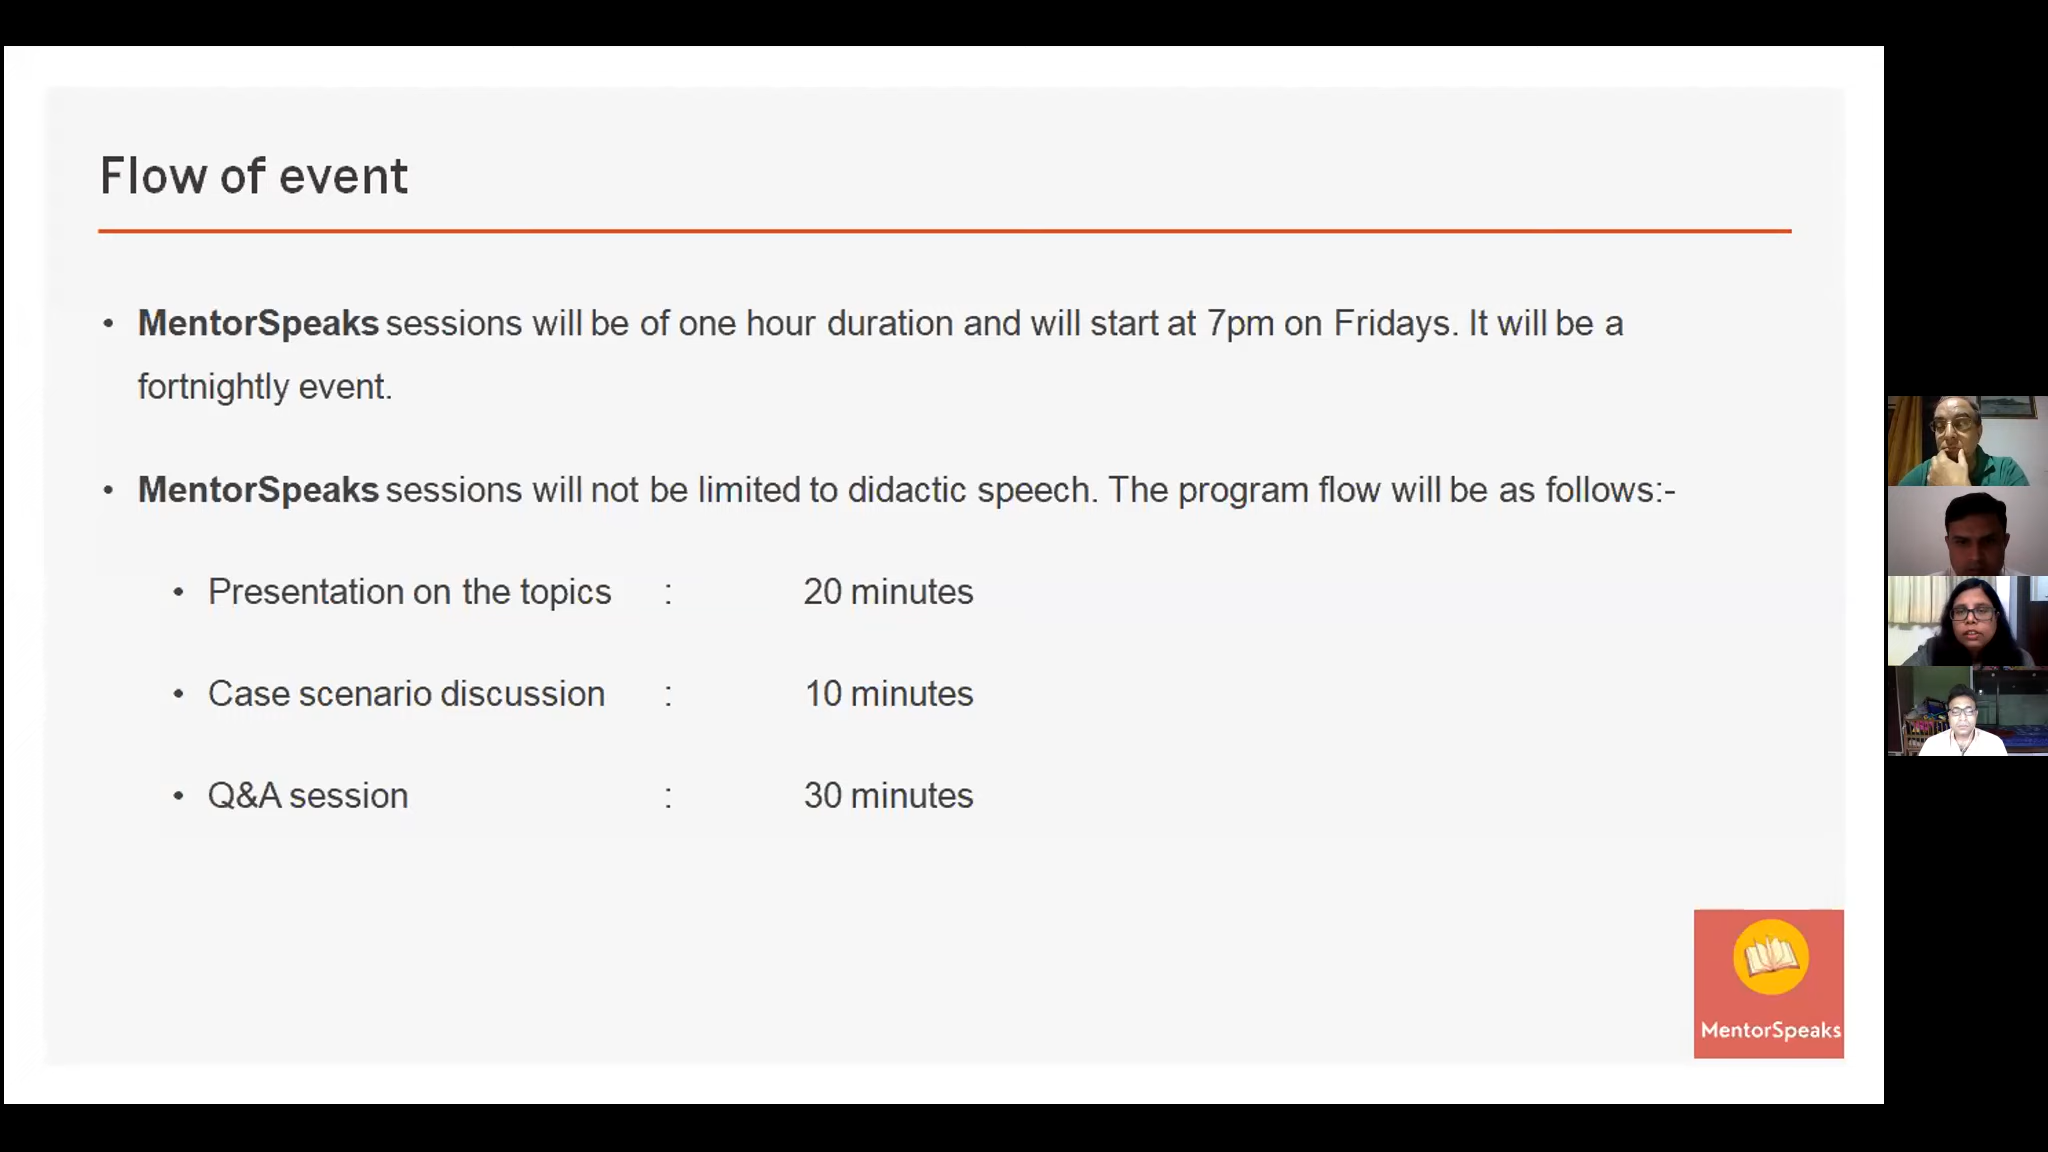 Flow of event
• MentorSpeaks sessions will be of one hour duration and will start at 7pm on Fridays. It will be a
fortnightly event.
• MentorSpeaks sessions will not be limited to didactic speech. The program flow will be as follows:-
• Presentation on the topics : 20 minutes
• Case scenario discussion : 10 minutes
• Q&A session : 30 minutes
MentorSpeaks